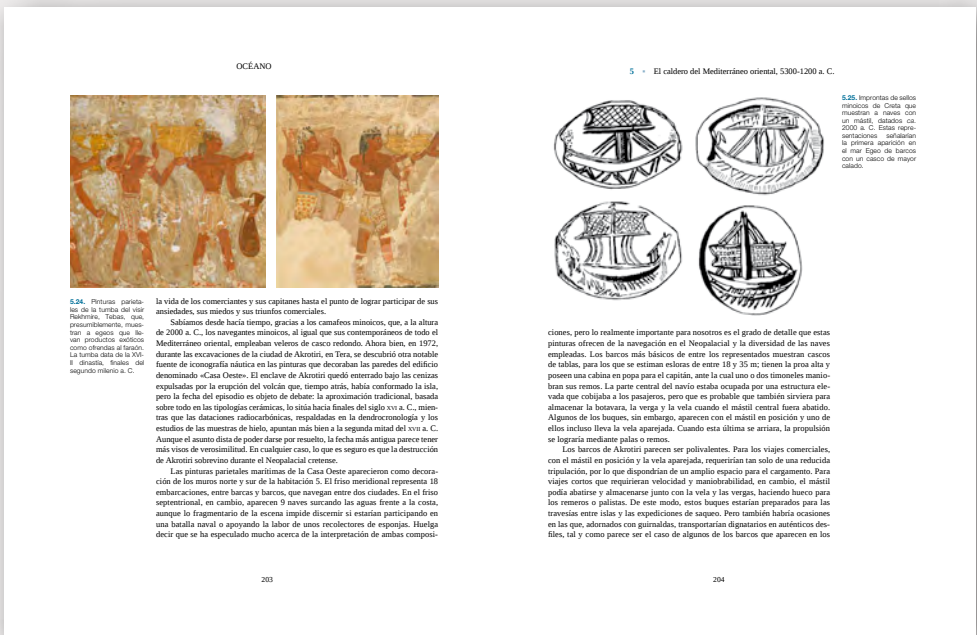 OCÉANO
5.24. Pinturas parieta-
les de la tumba del visir
Rekhmire, Tebas, que,
presumiblemente, mues-
tran a egeos que lle-
van productos exóticos
como ofrendas al faraón.
La tumba data de la XVI-
II dinastía, finales del
segundo milenio a. C.
la vida de los comerciantes y sus capitanes hasta el punto de lograr participar de sus
ansiedades, sus miedos y sus triunfos comerciales.
Sabíamos desde hacía tiempo, gracias a los camafeos minoicos, que, a la altura
de 2000 a. C., los navegantes minoicos, al igual que sus contemporáneos de todo el
Mediterráneo oriental, empleaban veleros de casco redondo. Ahora bien, en 1972,
durante las excavaciones de la ciudad de Akrotiri, en Tera, se descubrió otra notable
fuente de iconografía náutica en las pinturas que decoraban las paredes del edificio
denominado «Casa Oeste». El enclave de Akrotiri quedó enterrado bajo las cenizas
expulsadas por la erupción del volcán que, tiempo atrás, había conformado la isla,
pero la fecha del episodio es objeto de debate: la aproximación tradicional, basada
sobre todo en la tipologías cerámicas, lo sitúa hacia finales del siglo XVI a. C., mien-
tras que las dataciones radiocarbónicas, respaldadas en la dendrocronología y los
estudios de las muestras de hielo, apuntan más bien a la segunda mitad del XVII a. C.
Aunque el asunto dista de poder darse por resuelto, la fecha más antigua parece tener
más visos de verosimilitud. En cualquier caso, lo que es seguro es que la destrucción
de Akrotiri sobrevino durante el Neopalacial cretense.
Las pinturas parietales marítimas de la Casa Oeste aparecieron como decora-
ción de los muros norte y sur de la habitación 5. El friso meridional representa 18
embarcaciones, entre barcas y barcos, que navegan entre dos ciudades. En el friso
septentrional, en cambio, aparecen 9 naves surcando las aguas frente a la costa,
aunque lo fragmentario de la escena impide discernir si estarían participando en
una batalla naval o apoyando la labor de unos recolectores de esponjas. Huelga
decir que se ha especulado mucho acerca de la interpretación de ambas composi-
203
5 • El caldero del Mediterráneo oriental, 5300-1200 a. C.
5.25. Improntas de sellos
minoicos de Creta que
muestran a naves con
un mástil, datados ca.
2000 a. C. Estas repre-
sentaciones señalarían
la primera aparición en
el mar Egeo de barcos
con un casco de mayor
calado.
ciones, pero lo realmente importante para nosotros es el grado de detalle que estas
pinturas ofrecen de la navegación en el Neopalacial y la diversidad de las naves
empleadas. Los barcos más básicos de entre los representados muestran cascos
de tablas, para los que se estiman esloras de entre 18 y 35 m; tienen la proa alta y
poseen una cabina en popa para el capitán, ante la cual uno o dos timoneles manio-
bran sus remos. La parte central del navío estaba ocupada por una estructura ele-
vada que cobijaba a los pasajeros, pero que es probable que también sirviera para
almacenar la botavara, la verga y la vela cuando el mástil central fuera abatido.
Algunos de los buques, sin embargo, aparecen con el mástil en posición y uno de
ellos incluso lleva la vela aparejada. Cuando esta última se arriara, la propulsión
se lograría mediante palas o remos.
Los barcos de Akrotiri parecen ser polivalentes. Para los viajes comerciales,
con el mástil en posición y la vela aparejada, requerirían tan solo de una reducida
tripulación, por lo que dispondrían de un amplio espacio para el cargamento. Para
viajes cortos que requirieran velocidad y maniobrabilidad, en cambio, el mástil
podía abatirse y almacenarse junto con la vela y las vergas, haciendo hueco para
los remeros o palistas. De este modo, estos buques estarían preparados para las
travesías entre islas y las expediciones de saqueo. Pero también habría ocasiones
en las que, adornados con guirnaldas, transportarían dignatarios en auténticos des-
files, tal y como parece ser el caso de algunos de los barcos que aparecen en los
204